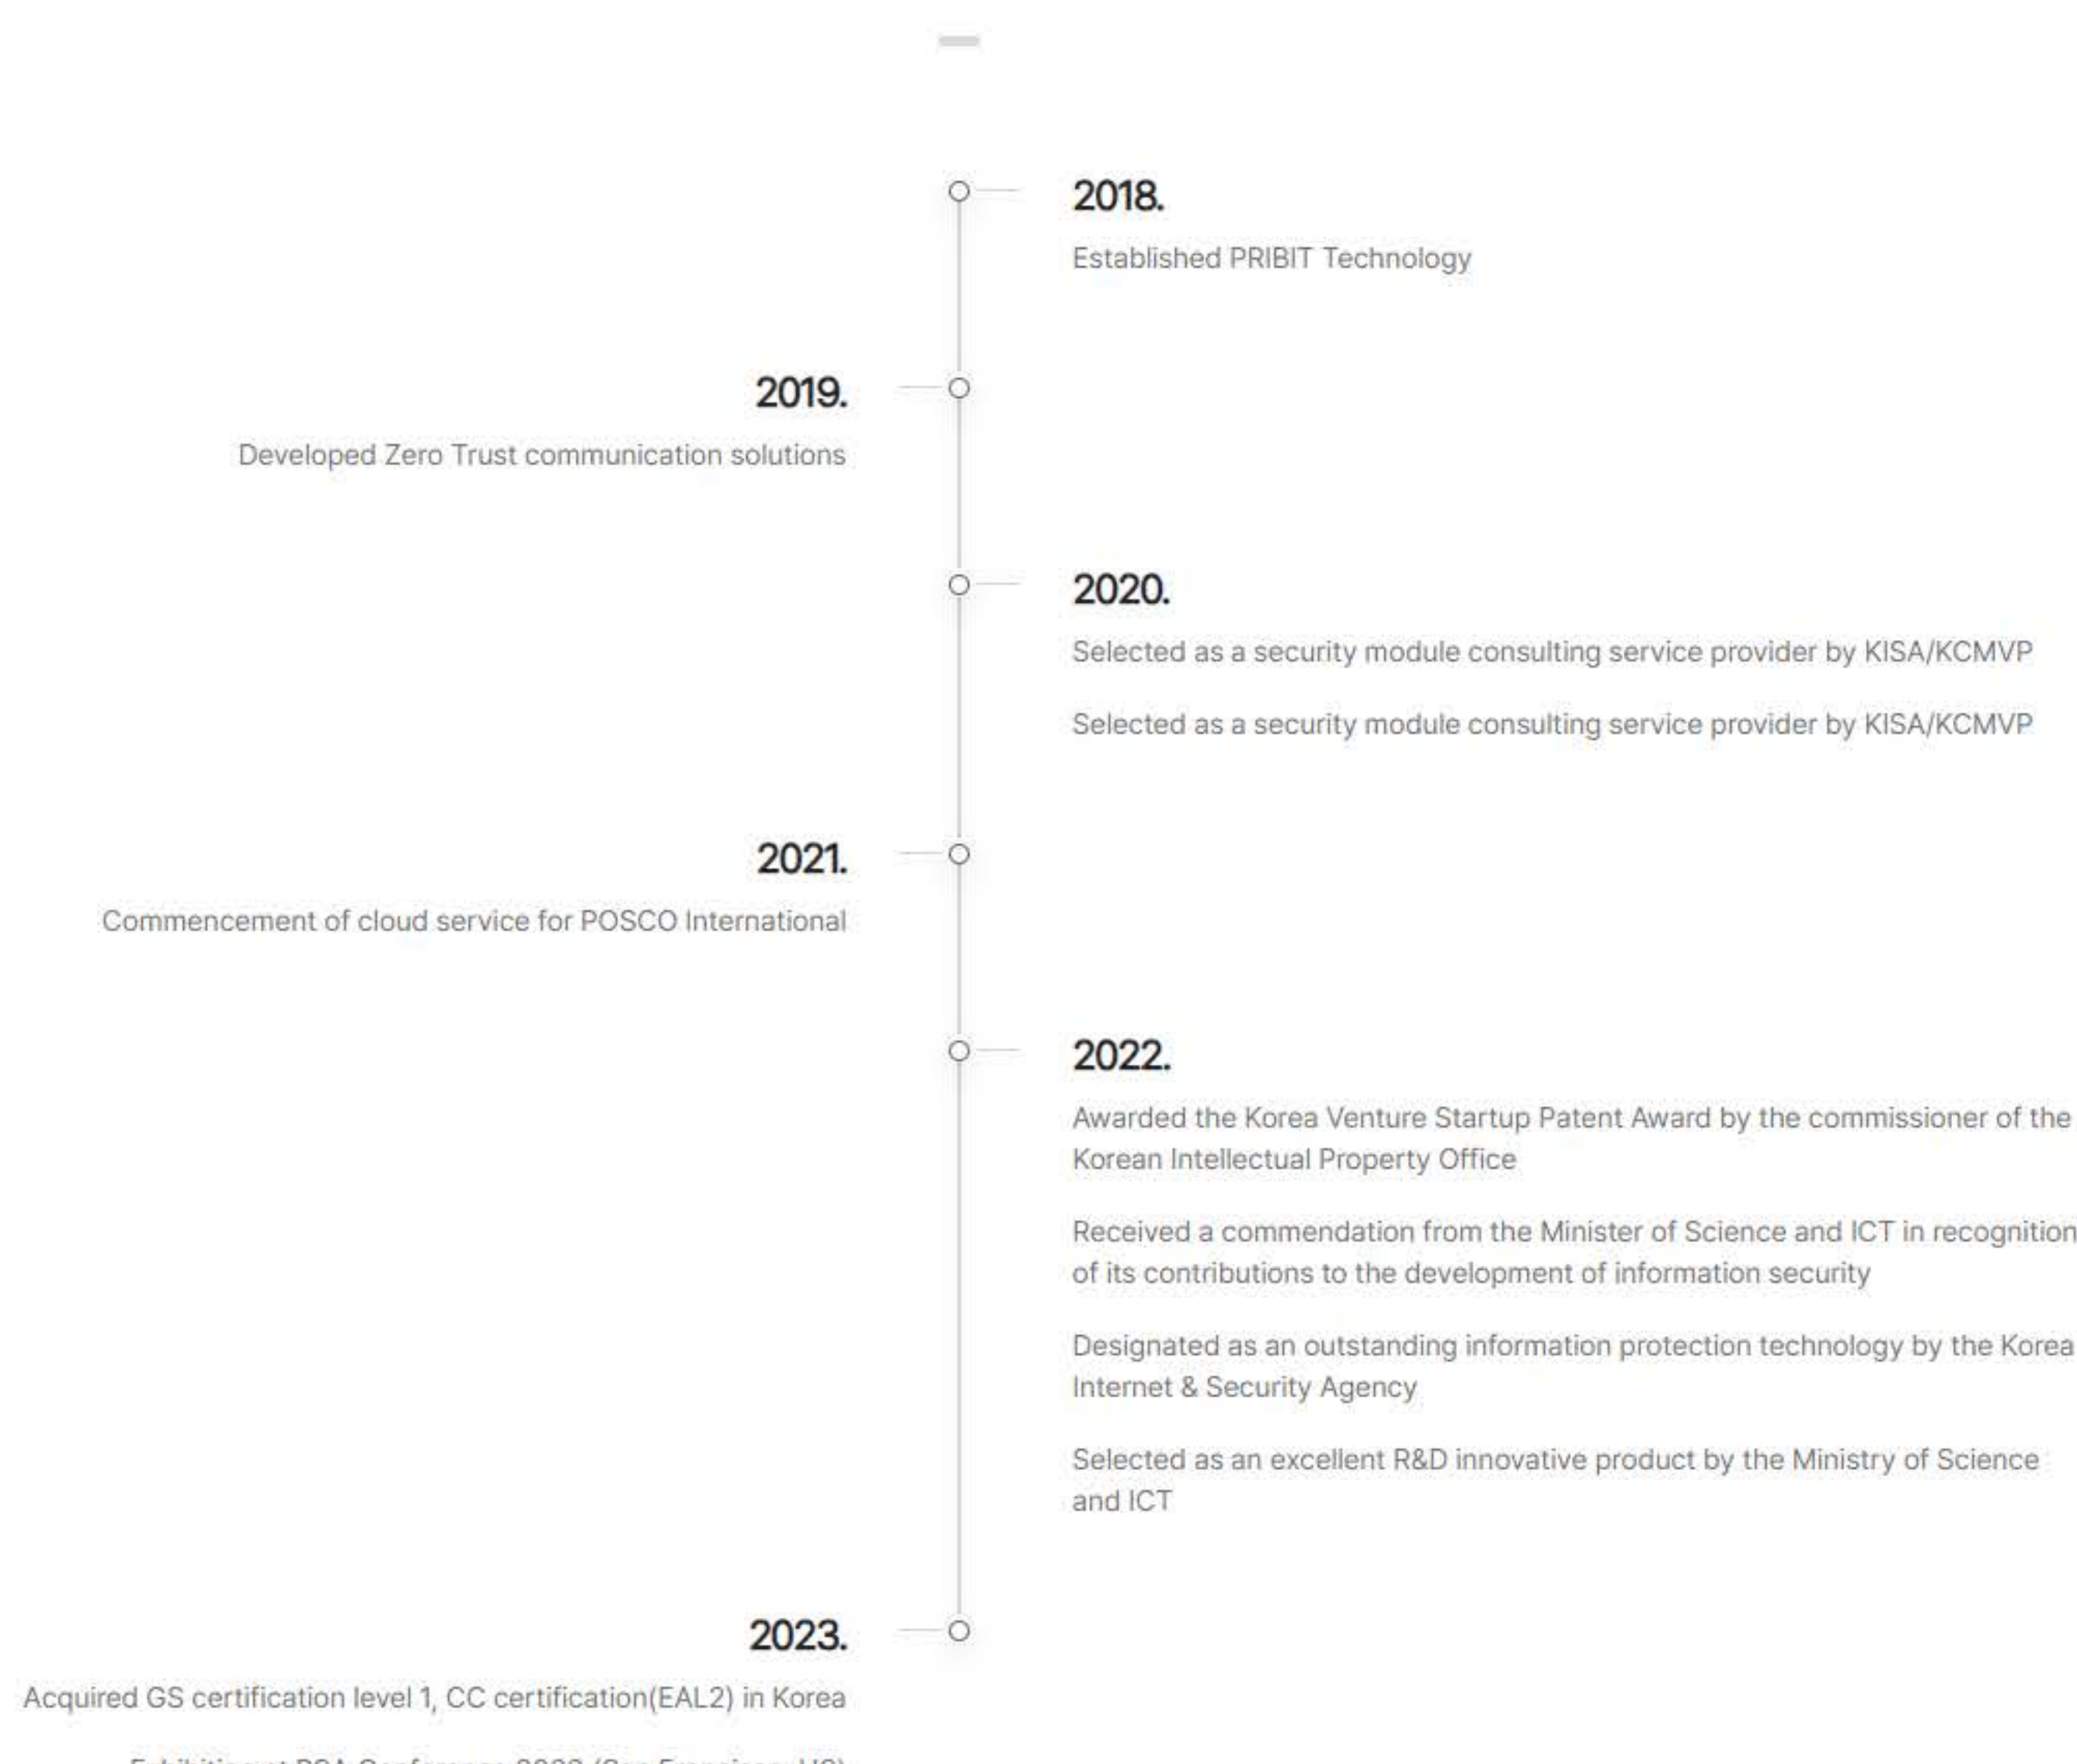 2018.
Established PRIBIT Technology
2019.
Developed Zero Trust communication solutions
2020.
Selected as a security module consulting service provider by KISA/KCMVP
Selected as a security module consulting service provider by KISA/KCMVP
2021.
Commencement of cloud service for POSCO International
2022.
Awarded the Korea Venture Startup Patent Award by the commissioner of the
Korean Intellectual Property Office
Received a commendation from the Minister of Science and ICT in recognition
of its contributions to the development of information security
Designated as an outstanding information protection technology by the Korea
Internet & Security Agency
Selected as an excellent R&D innovative product by the Ministry of Science
and ICT
2023.
Acquired GS certification level 1, CC certification(EAL2) in Korea